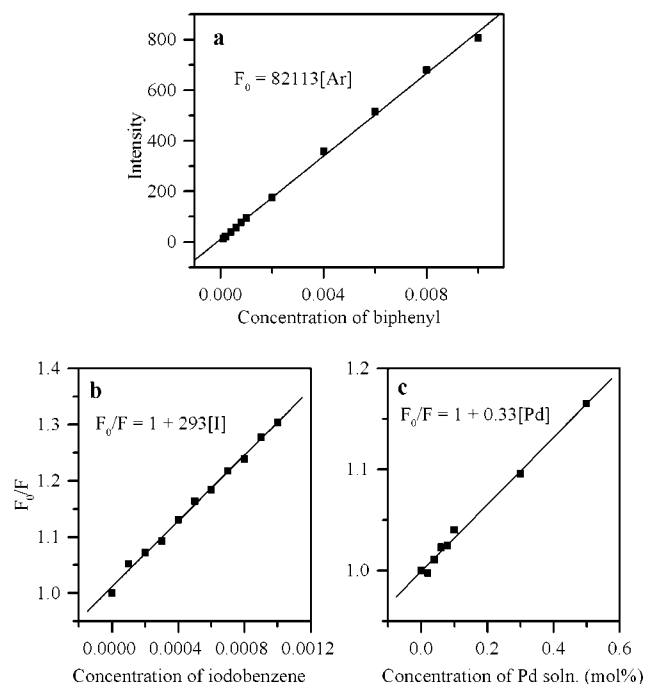 a
F₀ = 82113[Ar]
800
600
400
200
0
Intensity
0.000 0.004 0.008
Concentration of biphenyl
b
F₀/F = 1 + 293[I]
1.4
1.3
1.2
1.1
1.0
F₀/F
0.0000 0.0004 0.0008 0.0012
Concentration of iodobenzene
c
F₀/F = 1 + 0.33[Pd]
1.2
1.1
1.0
0.0 0.2 0.4 0.6
Concentration of Pd soln. (mol%)